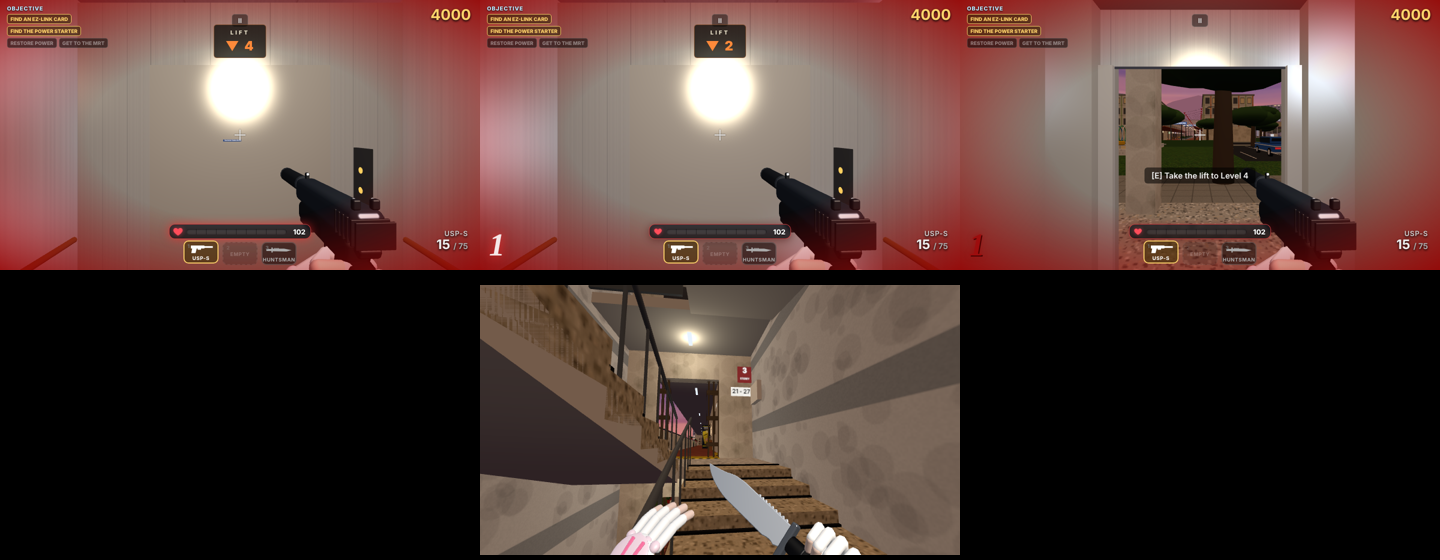 OBJECTIVE
FIND AN EZ-LINK CARD
FIND THE POWER STARTER
RESTORE POWER GET TO THE MRT
LIFT
▼ 4
4000
102
USP-S
EMPTY
HUNTSMAN
USP-S
15 / 75
OBJECTIVE
FIND AN EZ-LINK CARD
FIND THE POWER STARTER
RESTORE POWER GET TO THE MRT
LIFT
▼ 2
4000
1
102
USP-S
EMPTY
HUNTSMAN
USP-S
15 / 75
OBJECTIVE
FIND AN EZ-LINK CARD
FIND THE POWER STARTER
RESTORE POWER GET TO THE MRT
4000
[E] Take the lift to Level 4
1
102
USP-S
HUNTSMAN
USP-S
15 / 75
3
21 - 27